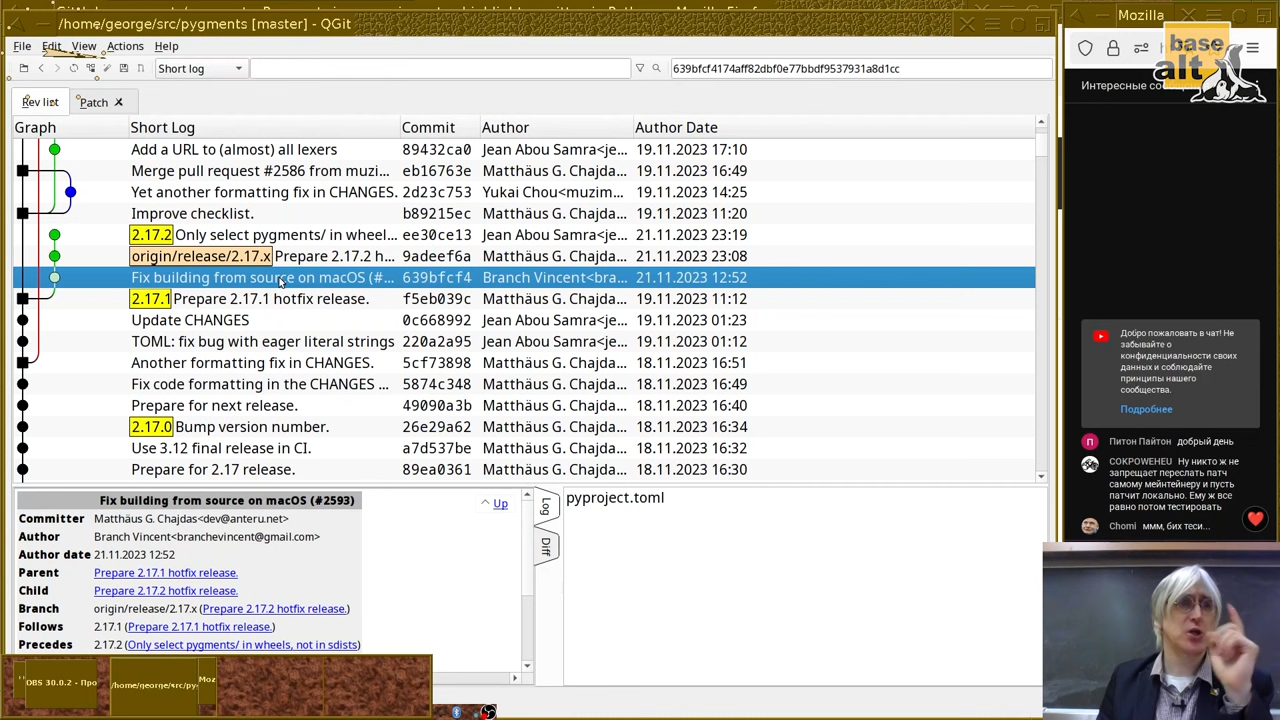 /home/george/src/pygments [master] - QGit
Mozilla
base
alt
File Edit View Actions Help
Short log
639bfcf4174aff82dbf0e77bbdf9537931a8d1cc
Rev list
Patch
Graph Short Log Commit Author Author Date
Add a URL to (almost) all lexers 89432ca0 Jean Abou Samra<je... 19.11.2023 17:10
Merge pull request #2586 from muzi... eb16763e Matthäus G. Chajda... 19.11.2023 16:49
Yet another formatting fix in CHANGES. 2d23c753 Yukai Chou<muzim... 19.11.2023 14:25
Improve checklist. b89215ec Matthäus G. Chajda... 19.11.2023 11:20
2.17.2 Only select pygments/ in wheel... ee30ce13 Matthäus G. Chajda... 21.11.2023 23:19
origin/release/2.17.x Prepare 2.17.2 h... 9adeef6a Matthäus G. Chajda... 21.11.2023 23:08
Fix building from source on macOS (#... 639bfcf4 Branch Vincent<bra... 21.11.2023 12:52
2.17.1 Prepare 2.17.1 hotfix release. f5eb039c Matthäus G. Chajda... 19.11.2023 11:12
Update CHANGES 0c668992 Jean Abou Samra<je... 19.11.2023 01:23
TOML: fix bug with eager literal strings 220a2a95 Jean Abou Samra<je... 19.11.2023 01:12
Another formatting fix in CHANGES. 5cf73898 Matthäus G. Chajda... 18.11.2023 16:51
Fix code formatting in the CHANGES ... 5874c348 Matthäus G. Chajda... 18.11.2023 16:49
Prepare for next release. 49090a3b Matthäus G. Chajda... 18.11.2023 16:40
2.17.0 Bump version number. 26e29a62 Matthäus G. Chajda... 18.11.2023 16:34
Use 3.12 final release in CI. a7d537be Matthäus G. Chajda... 18.11.2023 16:32
Prepare for 2.17 release. 89ea0361 Matthäus G. Chajda... 18.11.2023 16:30
Fix building from source on macOS (#2593)
Up
Committer Matthäus G. Chajdas<dev@anteru.net>
Author Branch Vincent<branchevincent@gmail.com>
Author date 21.11.2023 12:52
Parent Prepare 2.17.1 hotfix release.
Child Prepare 2.17.2 hotfix release.
Branch origin/release/2.17.x (Prepare 2.17.2 hotfix release.)
Follows 2.17.1 (Prepare 2.17.1 hotfix release.)
Precedes 2.17.2 (Only select pygments/ in wheels, not in sdists)
Log
Diff
pyproject.toml
Интересные сооб
Добро пожаловать в чат! Не
забывайте о
конфиденциальности своих
данных и соблюдайте
принципы нашего
сообщества.
Подробнее
Питон Пайтон добрый день
COKPOWEHEU Ну никто ж не
запрещает переслать патч
самому мейнтейнеру и пусть
патчит локально. Ему ж все
равно потом тестировать
Chomi ммм, бих теси...
OBS 30.0.2 - Про
/home/george/src/py
Moz